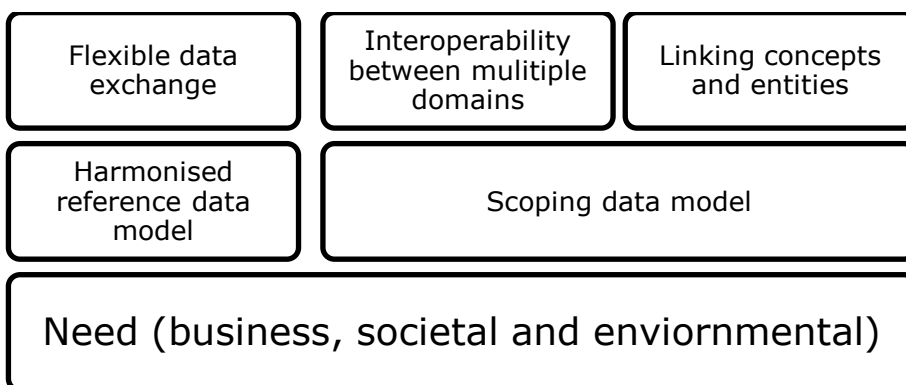 Flexible data
exchange
Interoperability
between mulitiple
domains
Linking concepts
and entities
Harmonised
reference data
model
Scoping data model
Need (business, societal and enviornmental)